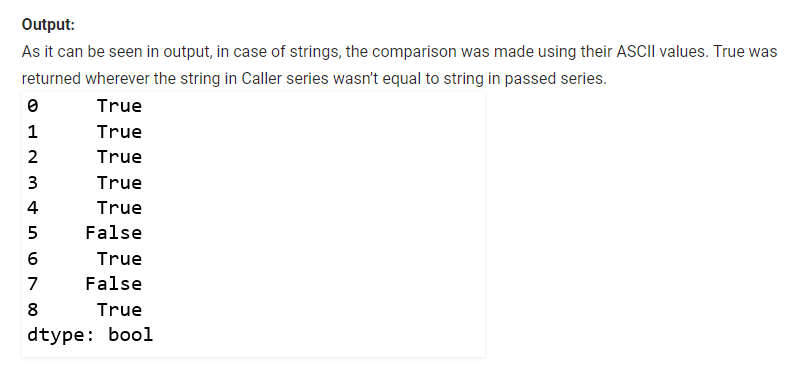 Output:
As it can be seen in output, in case of strings, the comparison was made using their ASCII values. True was
returned wherever the string in Caller series wasn’t equal to string in passed series.
0     True
1     True
2     True
3     True
4     True
5    False
6     True
7    False
8     True
dtype: bool